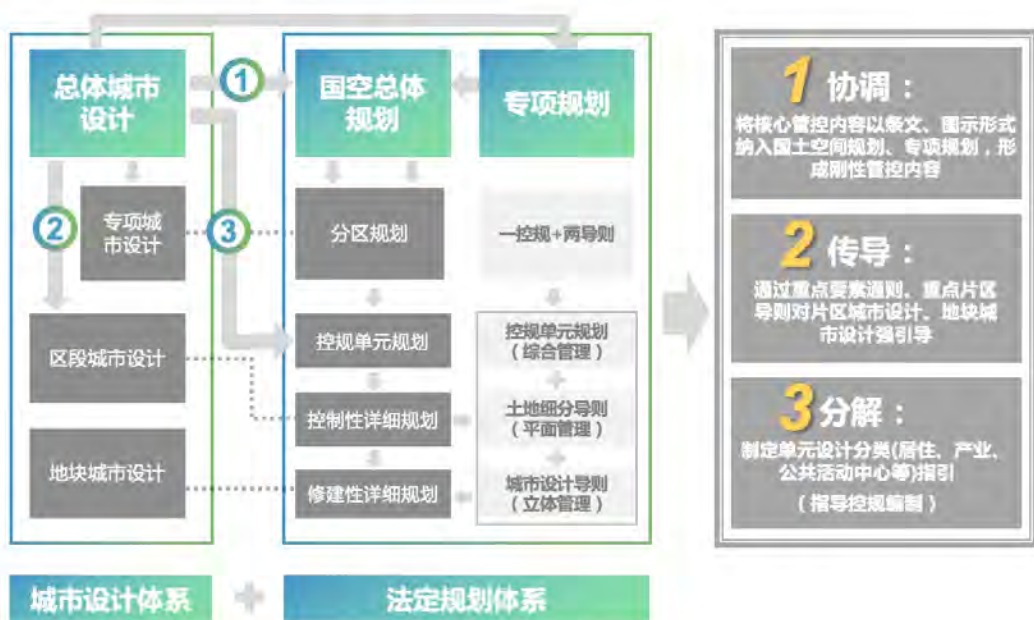 总体城市
设计
1
国空总体
规划
专项规划
2
专项城
市设计
3
分区规划
一控规+两导则
区段城市设计
控规单元规划
控规单元规划
（综合管理）
控制性详细规划
土地细分导则
（平面管理）
地块城市设计
修建性详细规划
城市设计导则
（立体管理）
城市设计体系
法定规划体系
1 协调：
将核心管控内容以条文、图示形式
纳入国土空间规划、专项规划，形
成刚性管控内容
2 传导：
通过重点要素通则、重点片区
导则对片区城市设计、地块城
市设计强引导
3 分解：
制定单元设计分类(居住、产业、
公共活动中心等)指引
（指导控规编制）